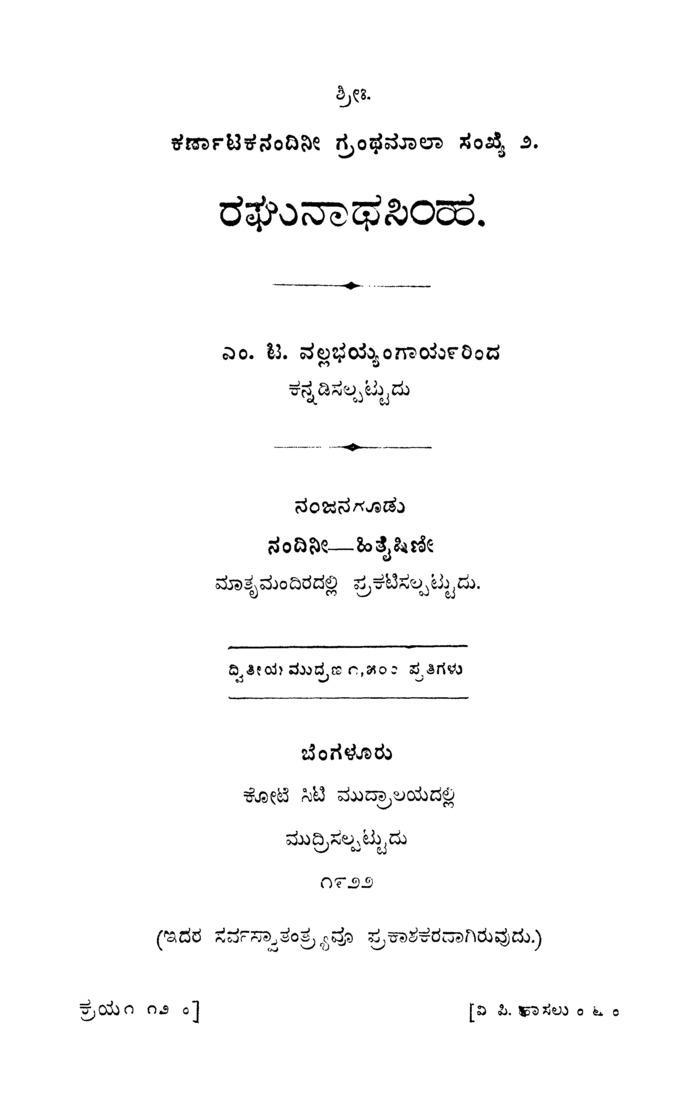 ಶ್ರೀಃ.
ಕರ್ಣಾಟಕನಂದಿನೀ ಗ್ರಂಥಮಾಲಾ ಸಂಖ್ಯೆ ೨.
ರಘುನಾಥಸಿಂಹ.
ಎಂ. ಟಿ. ವಲ್ಲಭಯ್ಯಂಗಾರ್ಯರಿಂದ
ಕನ್ನಡಿಸಲ್ಪಟ್ಟುದು
ನಂಜನಗೂಡು
ನಂದಿನೀ—ಹಿತೈಷಿಣೀ
ಮಾತೃಮಂದಿರದಲ್ಲಿ ಪ್ರಕಟಿಸಲ್ಪಟ್ಟುದು.
ದ್ವಿತೀಯ ಮುದ್ರಣ ೧,೫೦೦ ಪ್ರತಿಗಳು
ಬೆಂಗಳೂರು
ಕೋಟೆ ಸಿಟಿ ಮುದ್ರಾಲಯದಲ್ಲಿ
ಮುದ್ರಿಸಲ್ಪಟ್ಟುದು
೧೯೨೨
(ಇದರ ಸರ್ವಸ್ವಾತಂತ್ರ್ಯವೂ ಪ್ರಕಾಶಕರದಾಗಿರುವುದು.)
ಕ್ರಯ೧ ೧೨ ೦] [ವಿ ಪಿ. ಹಾಸಲು ೦ ೬ ೦